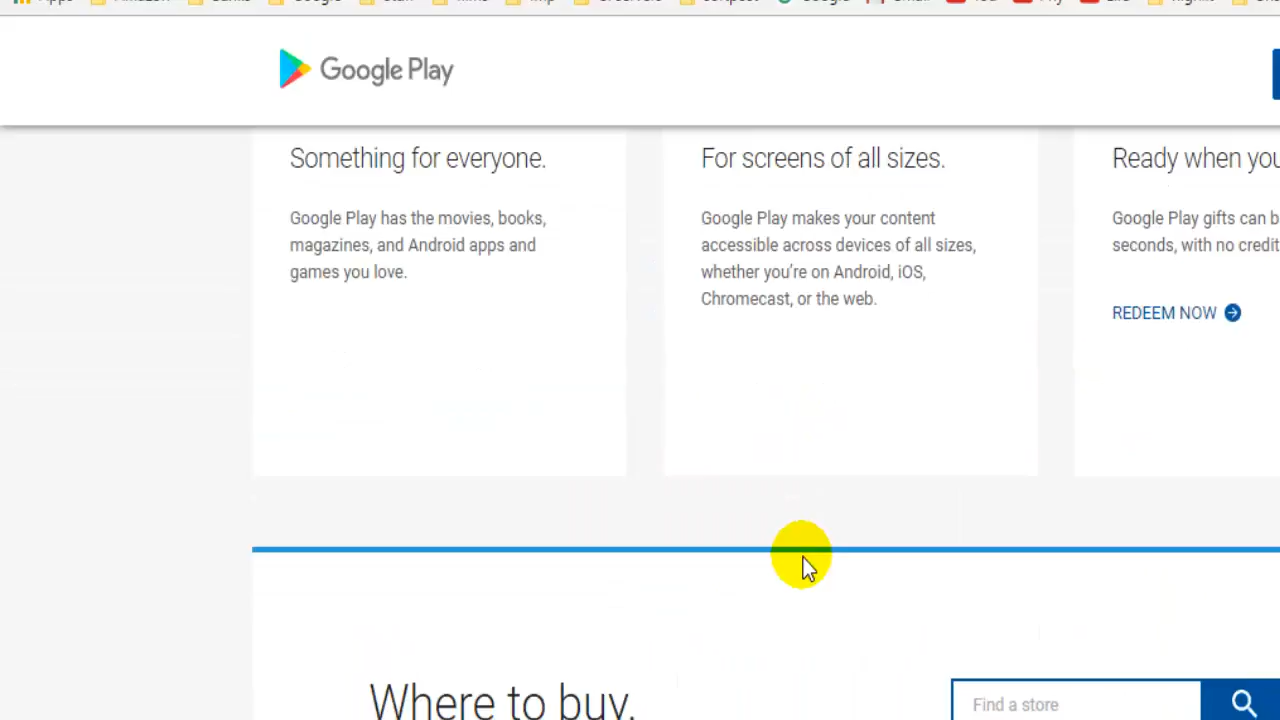 Google Play
Something for everyone.
Google Play has the movies, books,
magazines, and Android apps and
games you love.
For screens of all sizes.
Google Play makes your content
accessible across devices of all sizes,
whether you're on Android, iOS,
Chromecast, or the web.
Ready when you
Google Play gifts can b
seconds, with no credit
REDEEM NOW
Where to buy.
Find a store